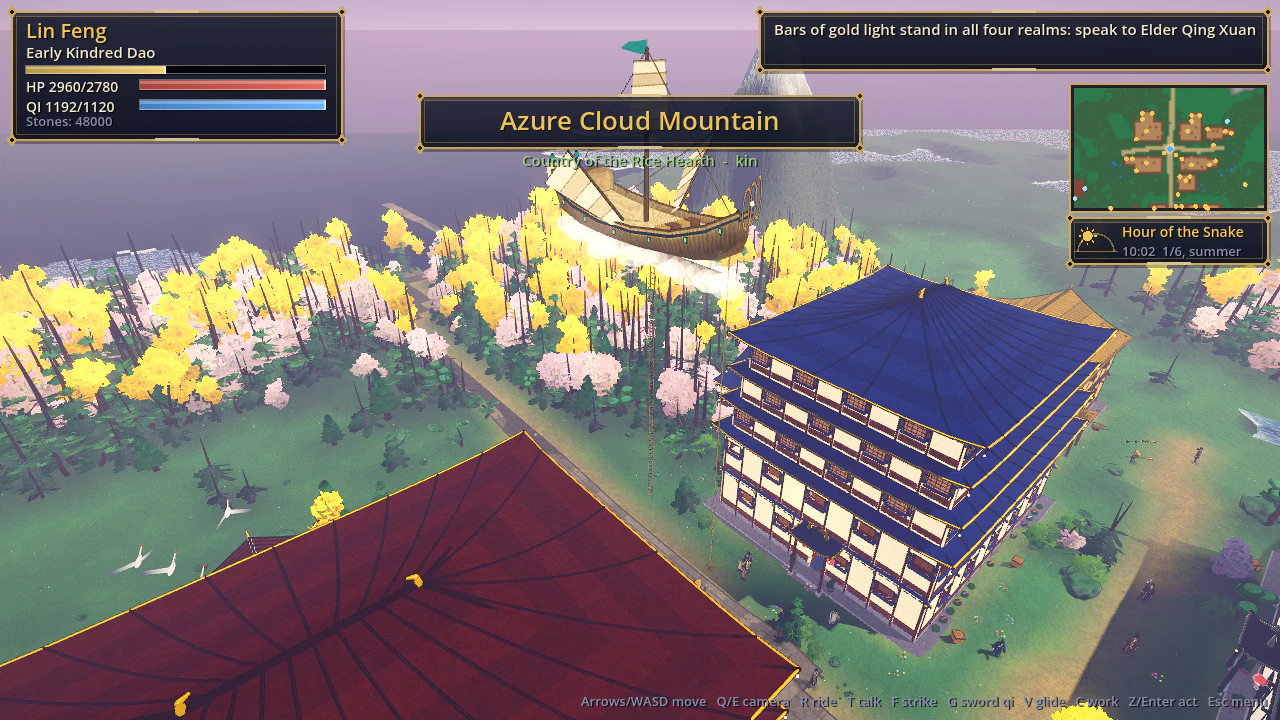 Lin Feng
Early Kindred Dao
HP 2960/2780
QI 1192/1120
Stones: 48000
Bars of gold light stand in all four realms: speak to Elder Qing Xuan
Azure Cloud Mountain
Country of the Rice Hearth - kin
Hour of the Snake
10:02 1/6, summer
Arrows/WASD move Q/E camera R ride T talk F strike G sword qi V glide C work Z/Enter act Esc menu